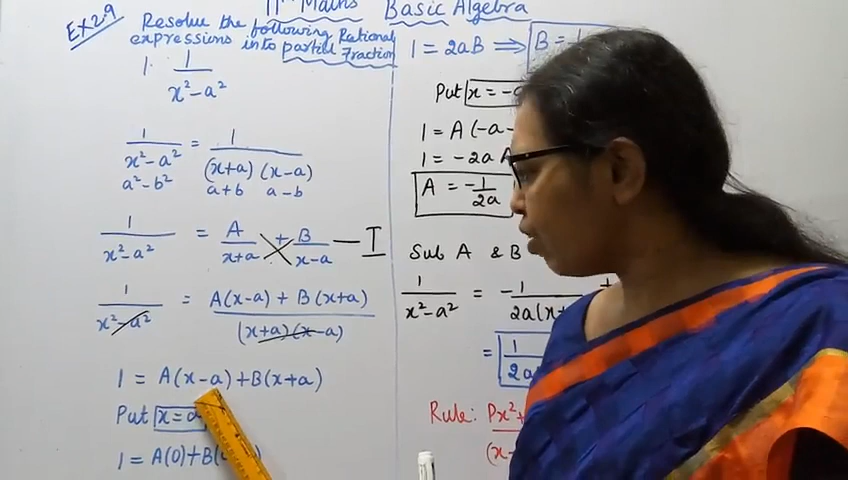 11th Maths Basic Algebra
Ex 2.9
Resolve the following Rational
expressions into partial Fraction
1. 1/(x²-a²)
1/(x²-a²) = 1/((x+a)(x-a))
a²-b² a+b a-b
1/(x²-a²) = A/(x+a) + B/(x-a) — I
1/(x²-a²) = (A(x-a) + B(x+a))/((x+a)(x-a))
1 = A(x-a)+B(x+a)
Put x=a
1 = A(0)+B(
1 = 2aB ⇒ B =
Put x = -a
1 = A(-a-
1 = -2a A
A = -1/2a
Sub A & B
1/(x²-a²) = -1/2a(x+
= 1/2a
Rule: Px²+
(x-